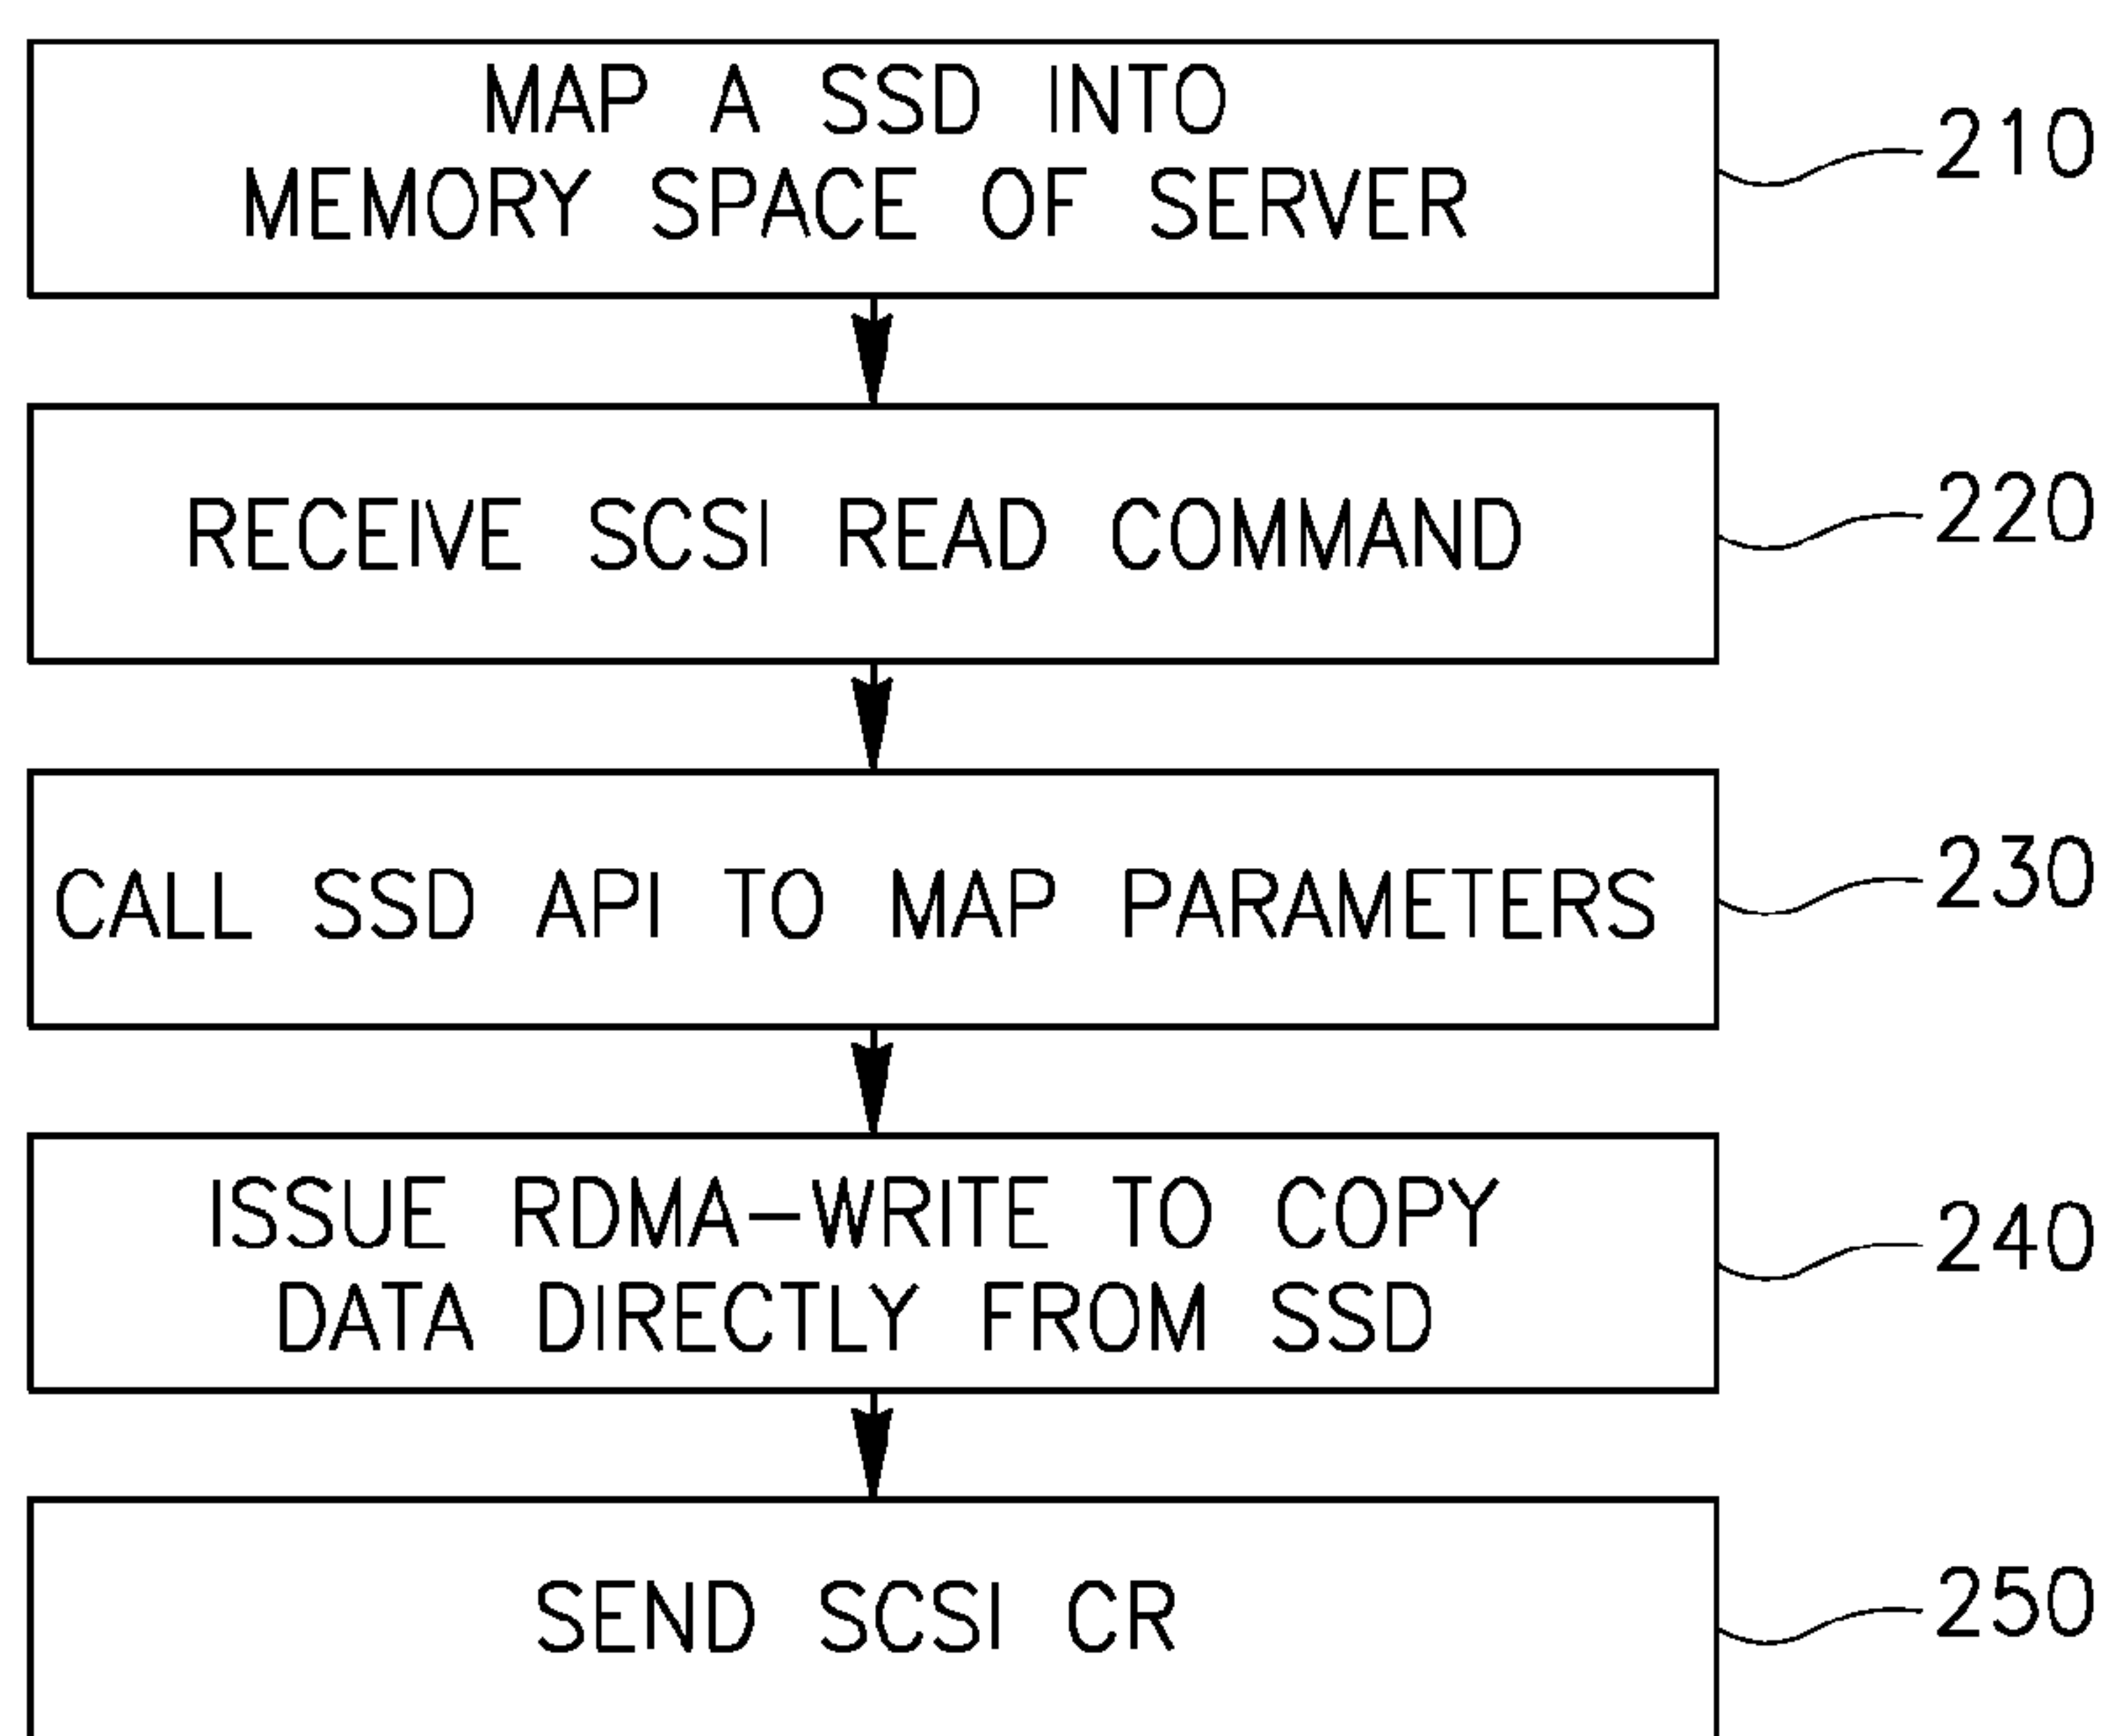 MAP A SSD INTO
MEMORY SPACE OF SERVER
210
RECEIVE SCSI READ COMMAND
220
CALL SSD API TO MAP PARAMETERS
230
ISSUE RDMA-WRITE TO COPY
DATA DIRECTLY FROM SSD
240
SEND SCSI CR
250